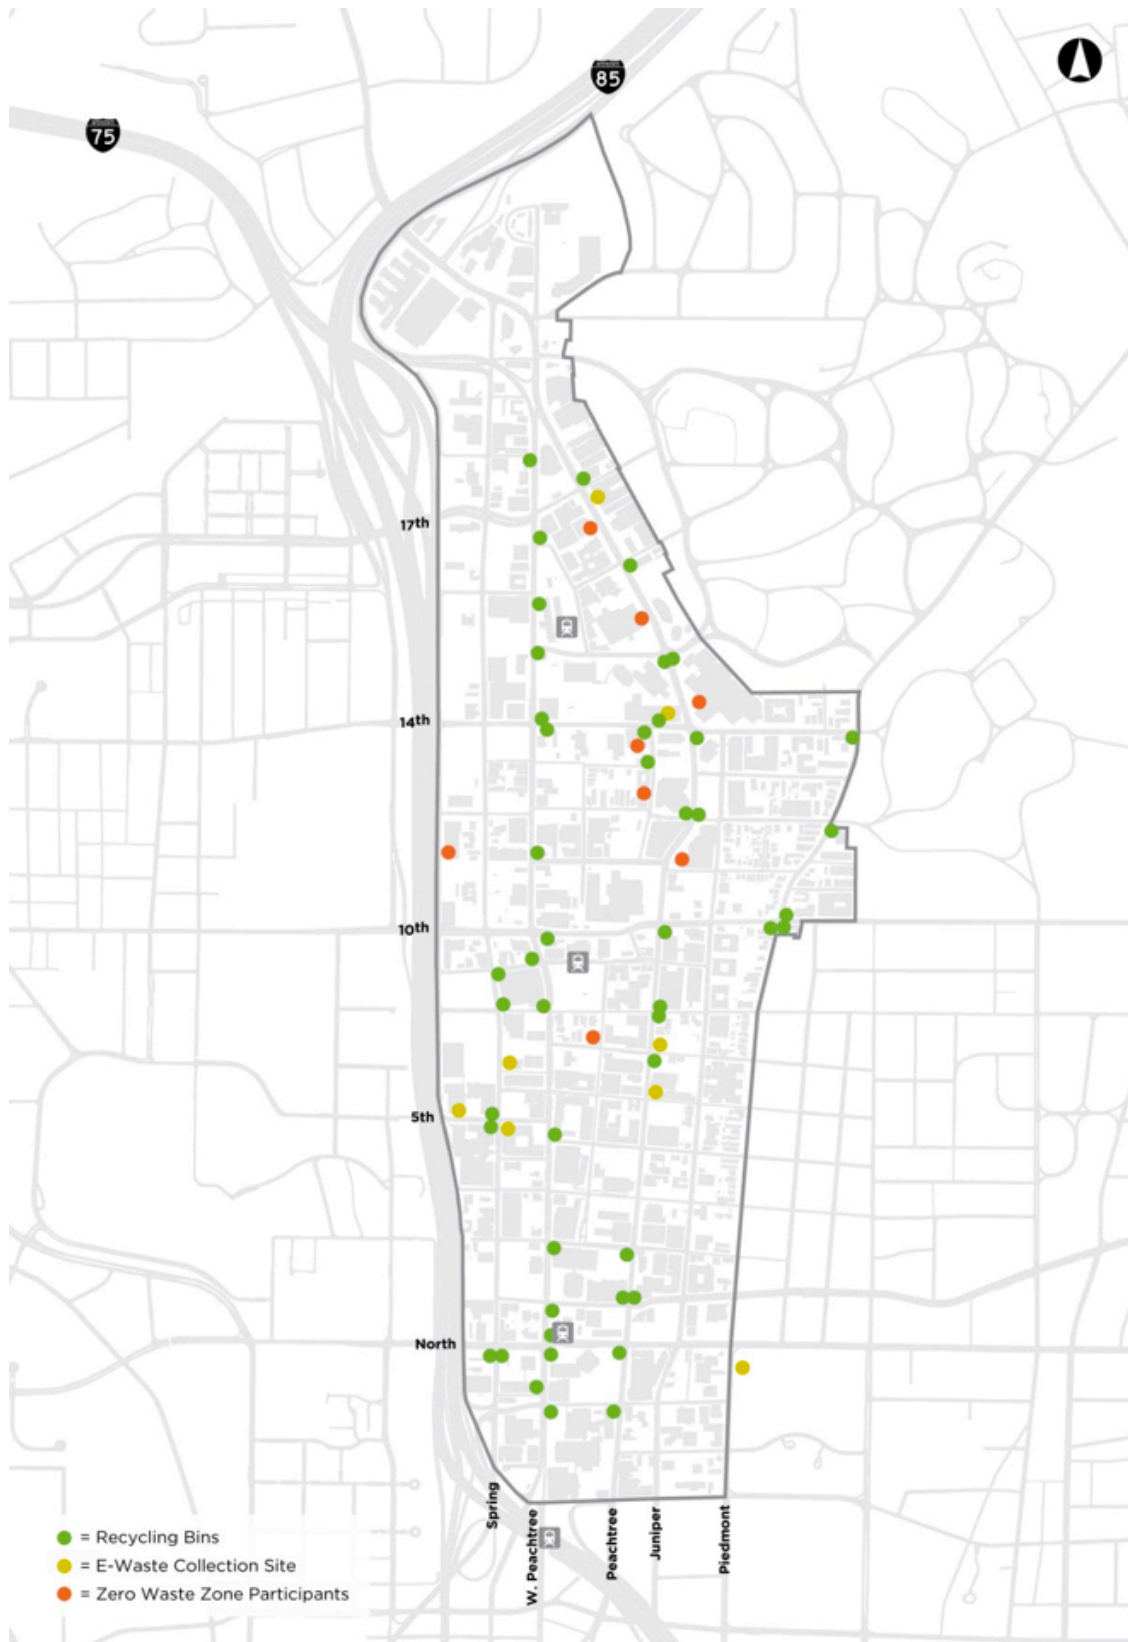 85
75
17th
14th
10th
5th
North
Spring
W. Peachtree
Peachtree
Juniper
Piedmont
= Recycling Bins
= E-Waste Collection Site
= Zero Waste Zone Participants